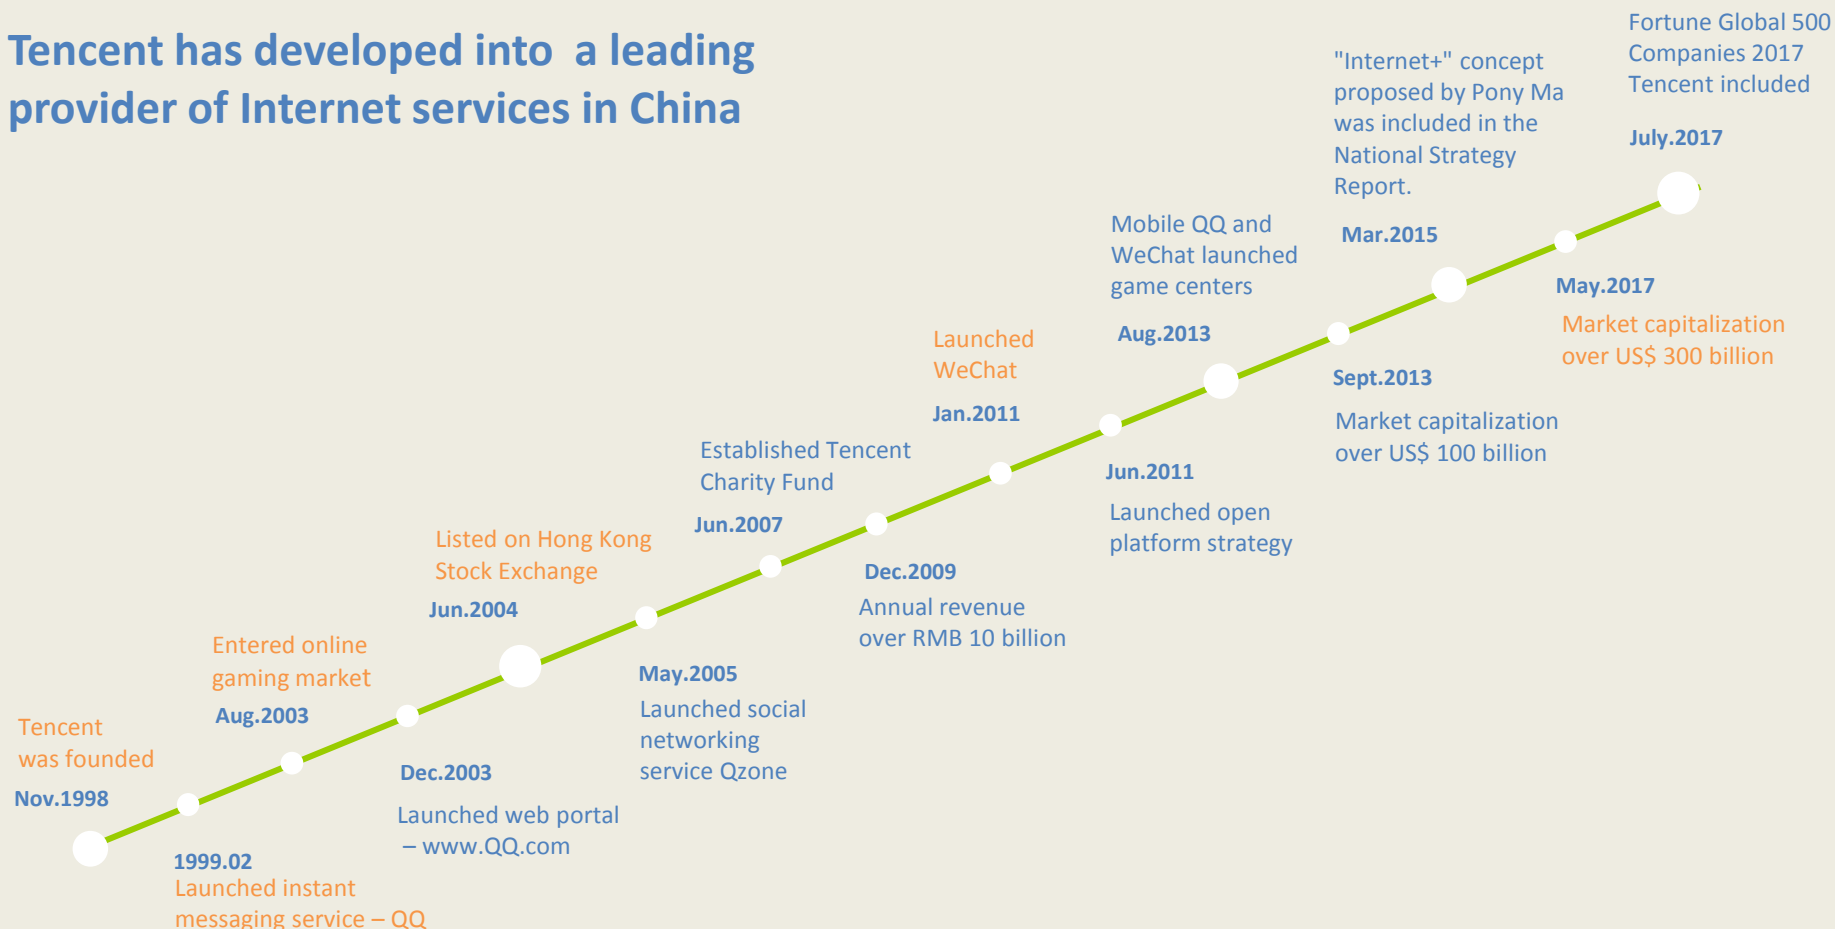 Tencent has developed into a leading
provider of Internet services in China
Tencent
was founded
Nov.1998
1999.02
Launched instant
messaging service – QQ
Entered online
gaming market
Aug.2003
Dec.2003
Launched web portal
– www.QQ.com
Listed on Hong Kong
Stock Exchange
Jun.2004
May.2005
Launched social
networking
service Qzone
Established Tencent
Charity Fund
Jun.2007
Dec.2009
Annual revenue
over RMB 10 billion
Launched
WeChat
Jan.2011
Jun.2011
Launched open
platform strategy
Mobile QQ and
WeChat launched
game centers
Aug.2013
Sept.2013
Market capitalization
over US$ 100 billion
"Internet+" concept
proposed by Pony Ma
was included in the
National Strategy
Report.
Mar.2015
May.2017
Market capitalization
over US$ 300 billion
Fortune Global 500
Companies 2017
Tencent included
July.2017